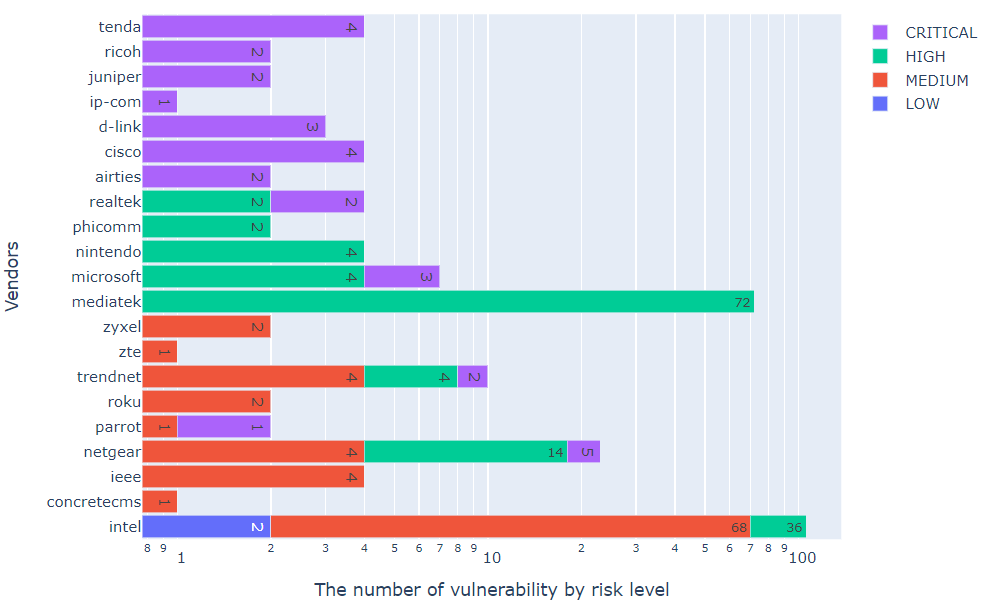 CRITICAL
HIGH
MEDIUM
LOW
Vendors
tenda 4
ricoh 2
juniper 2
ip-com 1
d-link 3
cisco 4
airties 2
realtek 2 2
phicomm 2
nintendo 4
microsoft 4 3
mediatek 72
zyxel 2
zte 1
trendnet 4 4 2
roku 2
parrot 1 1
netgear 4 14 5
ieee 4
concretecms 1
intel 2 68 36
8 9 1 2 3 4 5 6 7 8 9 10 2 3 4 5 6 7 8 9 100
The number of vulnerability by risk level